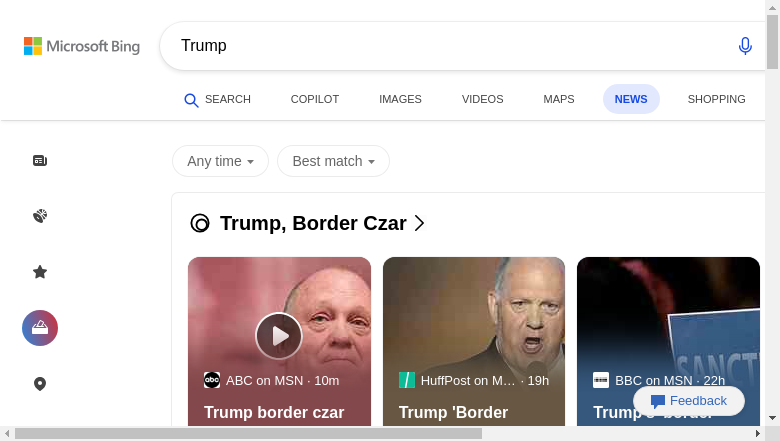 Microsoft Bing
Trump
SEARCH COPILOT IMAGES VIDEOS MAPS NEWS SHOPPING
Any time Best match
Trump, Border Czar
SANCT
abc ABC on MSN · 10m
HuffPost on M... · 19h
BBC on MSN · 22h
Trump border czar
Trump 'Border
Trump's 'border
Feedback